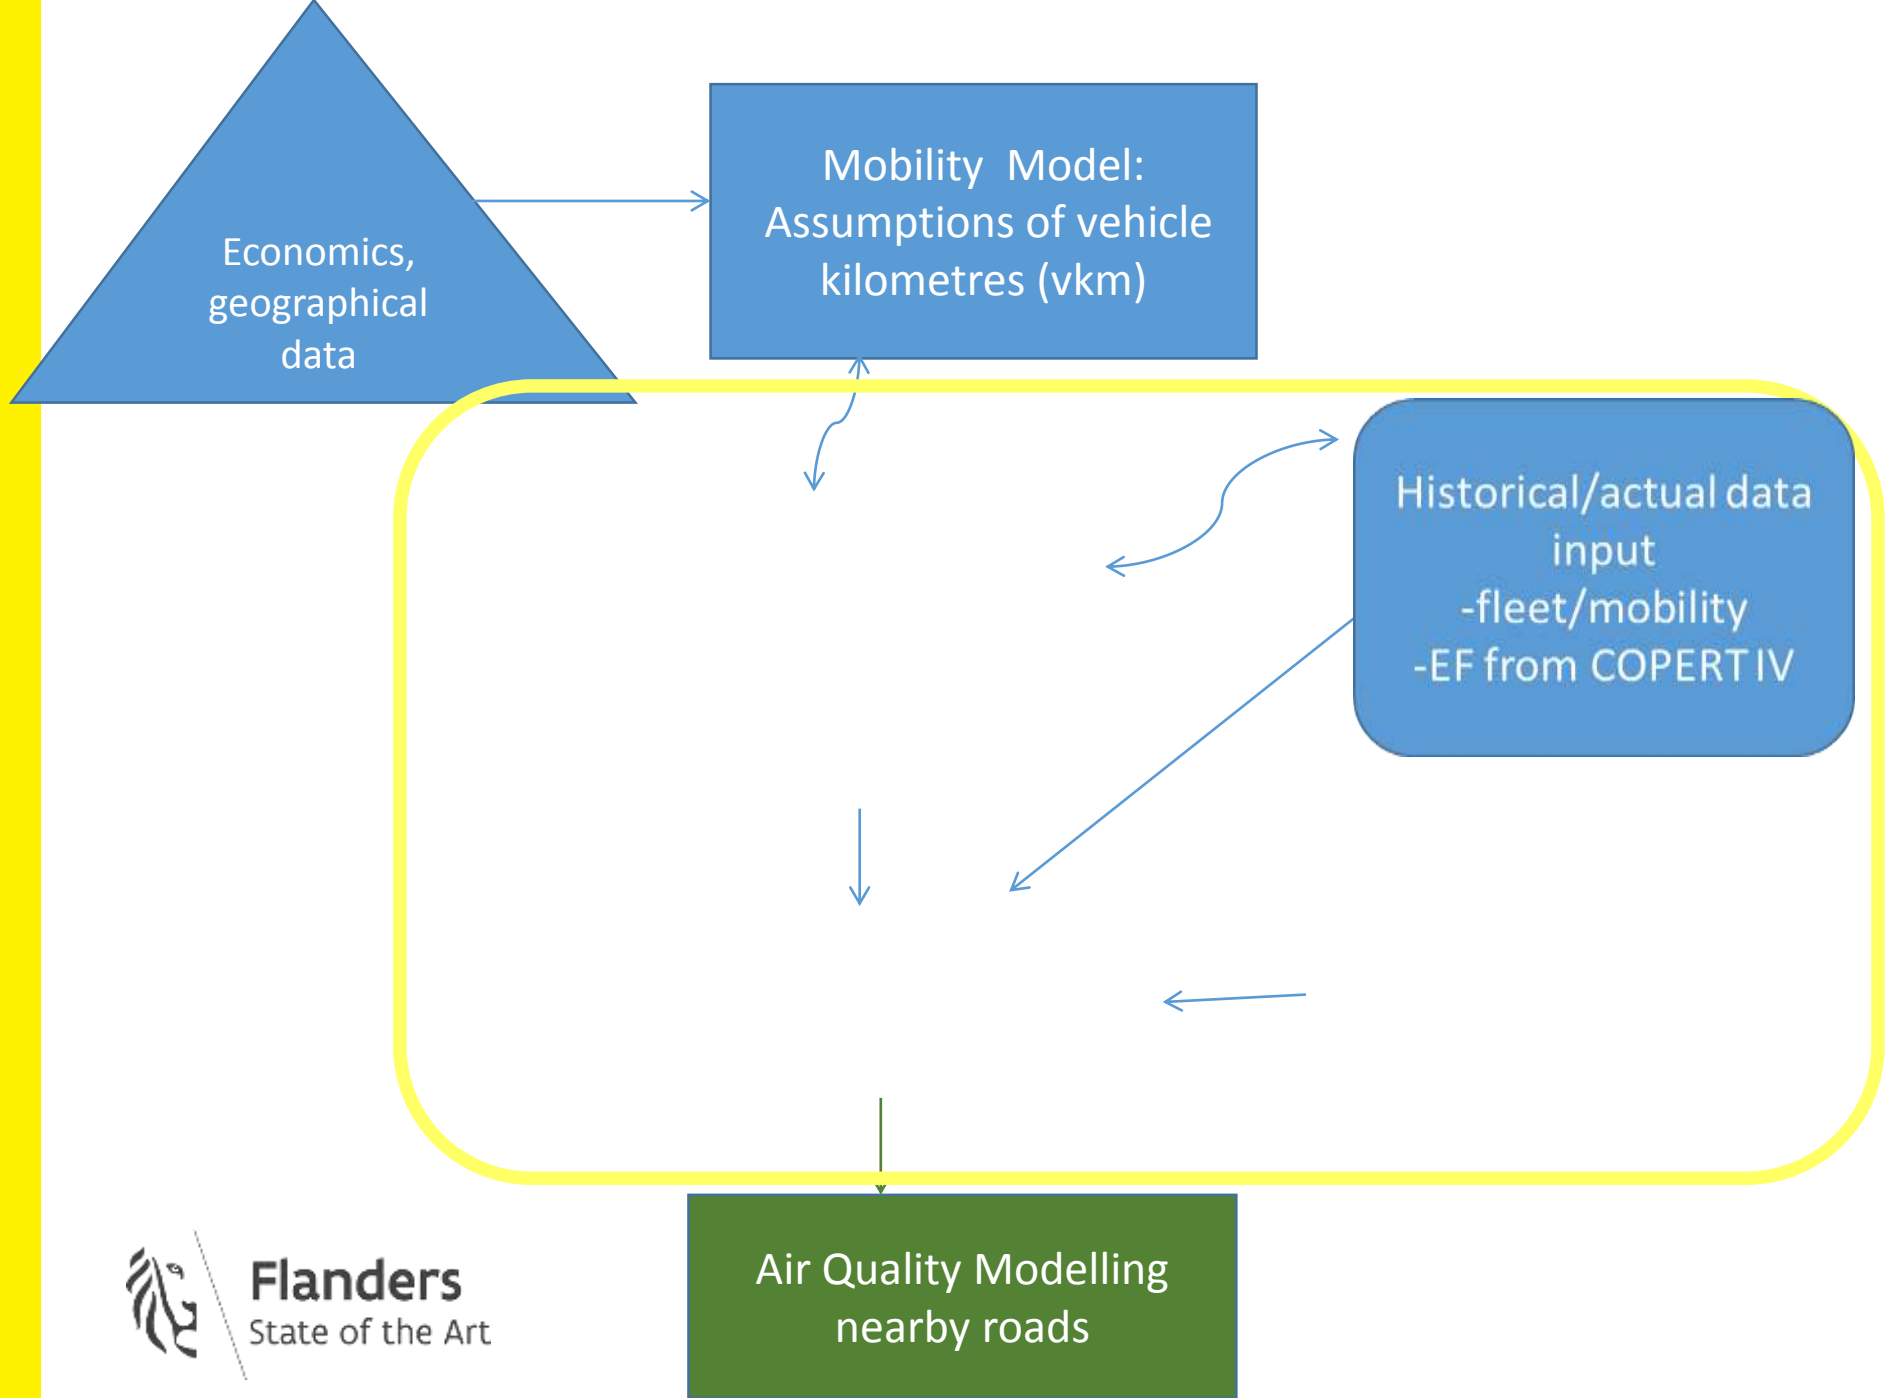 Mobility Model:
Assumptions of vehicle
kilometres (vkm)
Economics,
geographical
data
Historical/actual data
input
-fleet/mobility
-EF from COPERT IV
Air Quality Modelling
nearby roads
Flanders
State of the Art